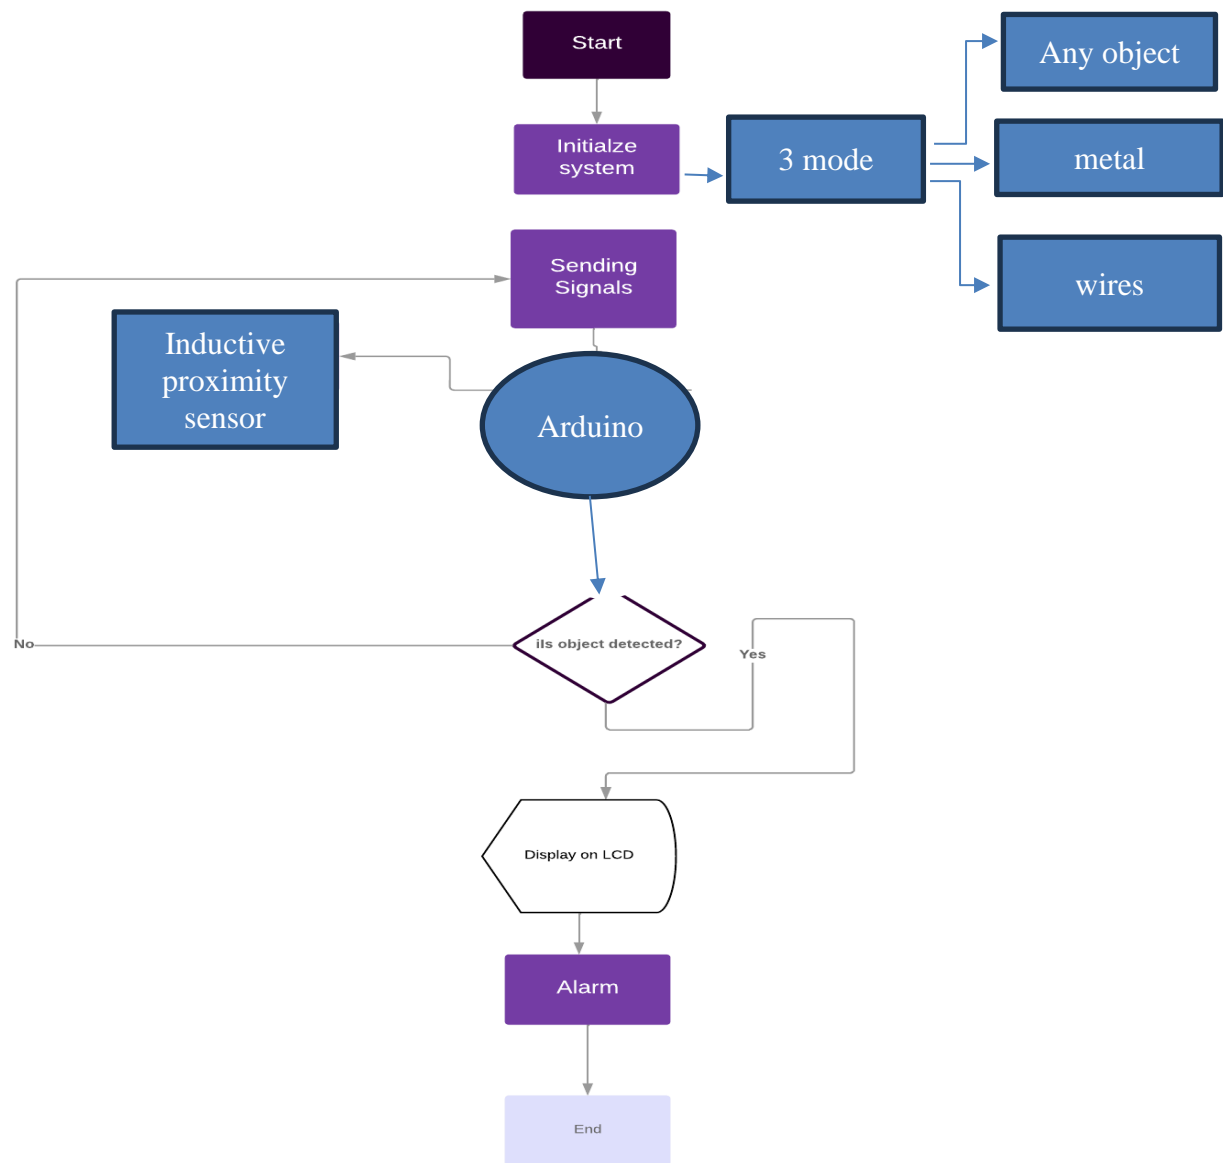 Start
Any object
Initialze
system
3 mode
metal
Sending
Signals
wires
Inductive
proximity
sensor
Arduino
No
iIs object detected?
Yes
Display on LCD
Alarm
End